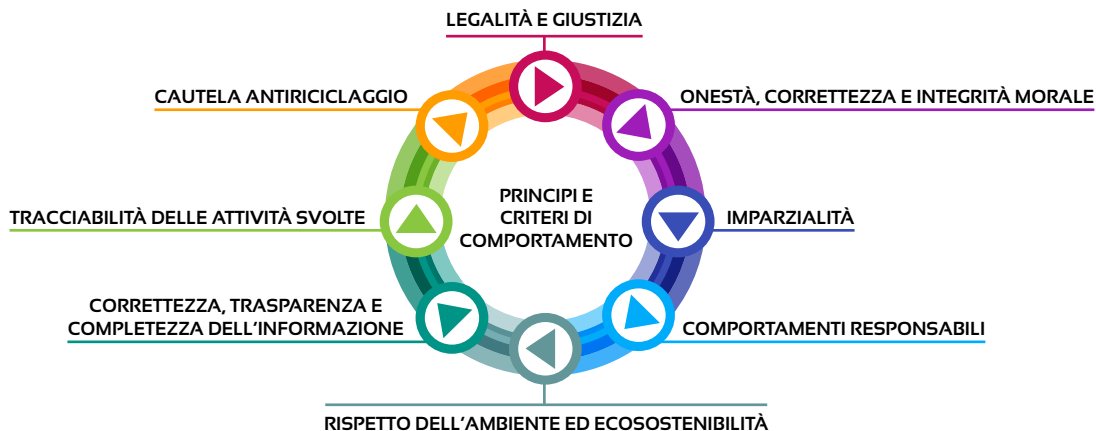 LEGALITÀ E GIUSTIZIA
CAUTELA ANTIRICICLAGGIO
ONESTÀ, CORRETTEZZA E INTEGRITÀ MORALE
PRINCIPI E
CRITERI DI
COMPORTAMENTO
TRACCIABILITÀ DELLE ATTIVITÀ SVOLTE
IMPARZIALITÀ
CORRETTEZZA, TRASPARENZA E
COMPLETEZZA DELL'INFORMAZIONE
COMPORTAMENTI RESPONSABILI
RISPETTO DELL'AMBIENTE ED ECOSOSTENIBILITÀ